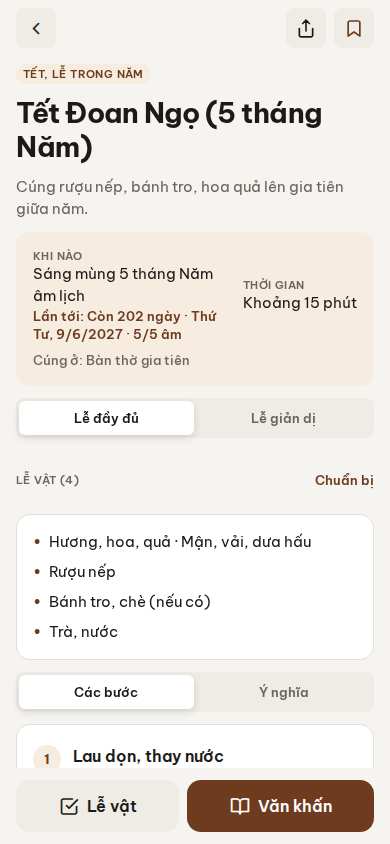 TẾT, LỄ TRONG NĂM
Tết Đoan Ngọ (5 tháng
Năm)
Cúng rượu nếp, bánh tro, hoa quả lên gia tiên
giữa năm.
KHI NÀO
Sáng mùng 5 tháng Năm
âm lịch
Lần tới: Còn 202 ngày · Thứ
Tư, 9/6/2027 · 5/5 âm
Cúng ở: Bàn thờ gia tiên
THỜI GIAN
Khoảng 15 phút
Lễ đầy đủ
Lễ giản dị
LỄ VẬT (4)
Chuẩn bị
• Hương, hoa, quả · Mận, vải, dưa hấu
• Rượu nếp
• Bánh tro, chè (nếu có)
• Trà, nước
Các bước
Ý nghĩa
1 Lau dọn, thay nước
Lễ vật
Văn khấn